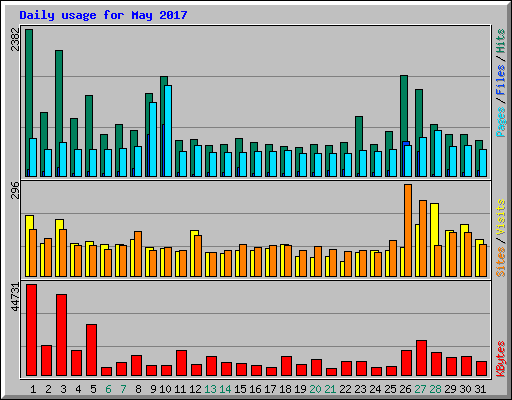 Daily usage for May 2017
2382
Pages / Files / Hits
296
Sites / Visits
44731
KBytes
1 2 3 4 5 6 7 8 9 10 11 12 13 14 15 16 17 18 19 20 21 22 23 24 25 26 27 28 29 30 31